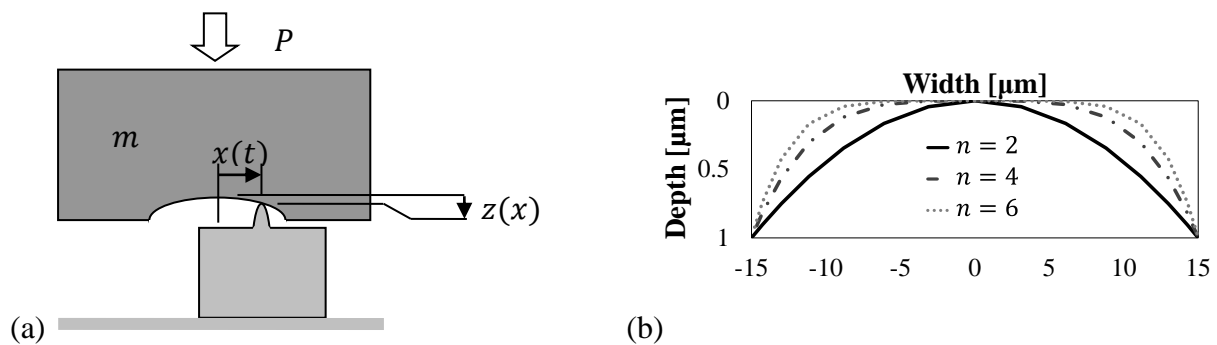 P
m
x(t)
z(x)
(a)
Width [µm]
Depth [µm]
0
0.5
1
n = 2
n = 4
n = 6
-15 -10 -5 0 5 10 15
(b)